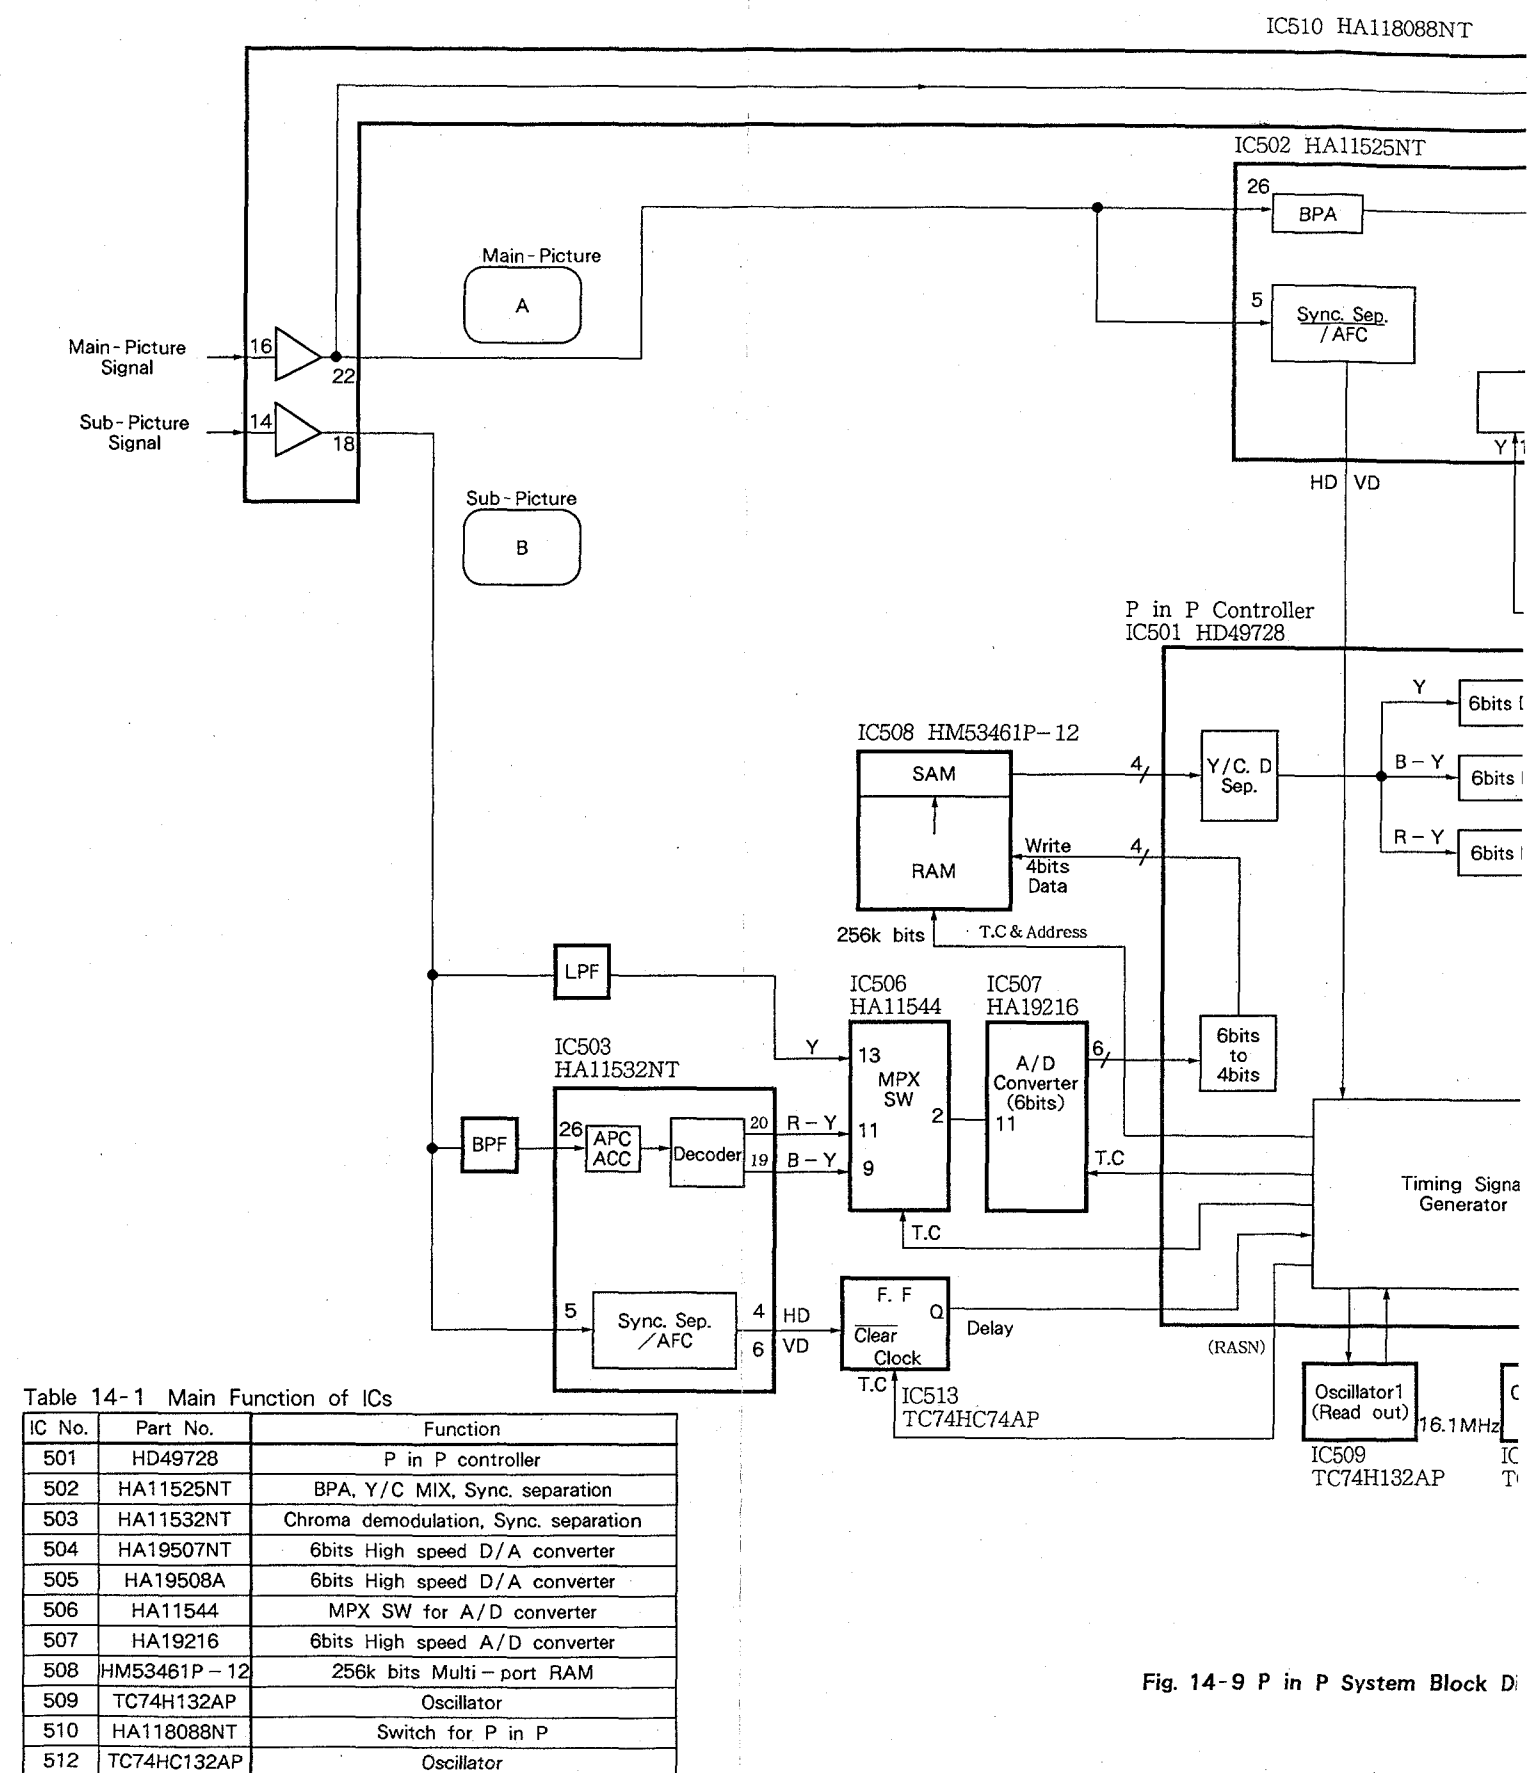 IC510 HA118088NT
IC502 HA11525NT
26
BPA
Main-Picture
A
5
Sync. Sep.
/AFC
Main-Picture
Signal
16
22
Sub-Picture
Signal
14
18
Y
HD VD
Sub-Picture
B
P in P Controller
IC501 HD49728
Y
6bits
IC508 HM53461P-12
SAM
4
Y/C. D
Sep.
B-Y
6bits
Write
4bits
Data
4
R-Y
6bits
RAM
256k bits
T.C & Address
LPF
IC506
HA11544
IC507
HA19216
IC503
HA11532NT
Y
13
MPX
SW
2
11
9
A/D
Converter
(6bits)
11
6
6bits
to
4bits
BPF
26
APC
ACC
Decoder
20
R-Y
19
B-Y
T.C
T.C
Timing
Generator
5
Sync. Sep.
/AFC
4
HD
6
VD
F. F
Q
Clear
Clock
Delay
T.C
IC513
TC74HC74AP
(RASN)
Oscillator1
(Read out)
16.1MHz
IC509
TC74H132AP
Table 14-1 Main Function of ICs
IC No. Part No. Function
501 HD49728 P in P controller
502 HA11525NT BPA, Y/C MIX, Sync. separation
503 HA11532NT Chroma demodulation, Sync. separation
504 HA19507NT 6bits High speed D/A converter
505 HA19508A 6bits High speed D/A converter
506 HA11544 MPX SW for A/D converter
507 HA19216 6bits High speed A/D converter
508 HM53461P-12 256k bits Multi-port RAM
509 TC74H132AP Oscillator
510 HA118088NT Switch for P in P
512 TC74HC132AP Oscillator
Fig. 14-9 P in P System Block